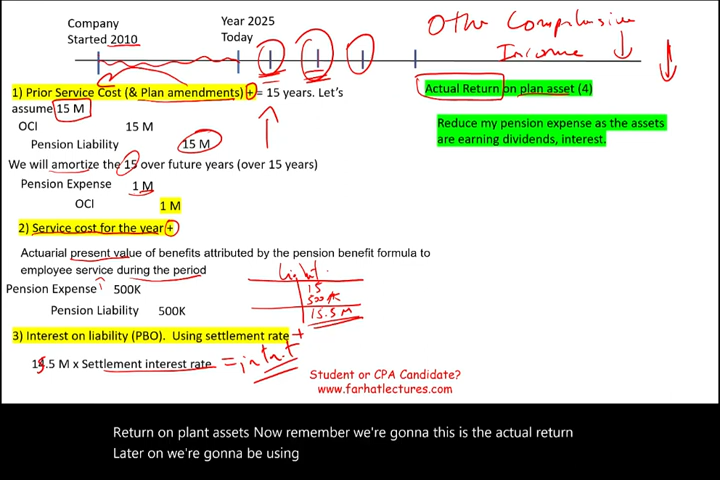 Company
Started 2010
Year 2025
Today
Other Comprehensive
Income
1) Prior Service Cost (& Plan amendments) + = 15 years. Let's
assume 15 M
OCI 15 M
Pension Liability 15 M
We will amortize the 15 over future years (over 15 years)
Pension Expense 1 M
OCI 1 M
2) Service cost for the year +
Actuarial present value of benefits attributed by the pension benefit formula to
employee service during the period
Pension Expense 500K
Pension Liability 500K
3) Interest on liability (PBO). Using settlement rate +
15.5 M x Settlement interest rate =
15
500 K
15.5 M
Actual Return on plan asset (4)
Reduce my pension expense as the assets
are earning dividends, interest.
Student or CPA Candidate?
www.farhatlectures.com
Return on plant assets Now remember we're gonna this is the actual return
Later on we're gonna be using